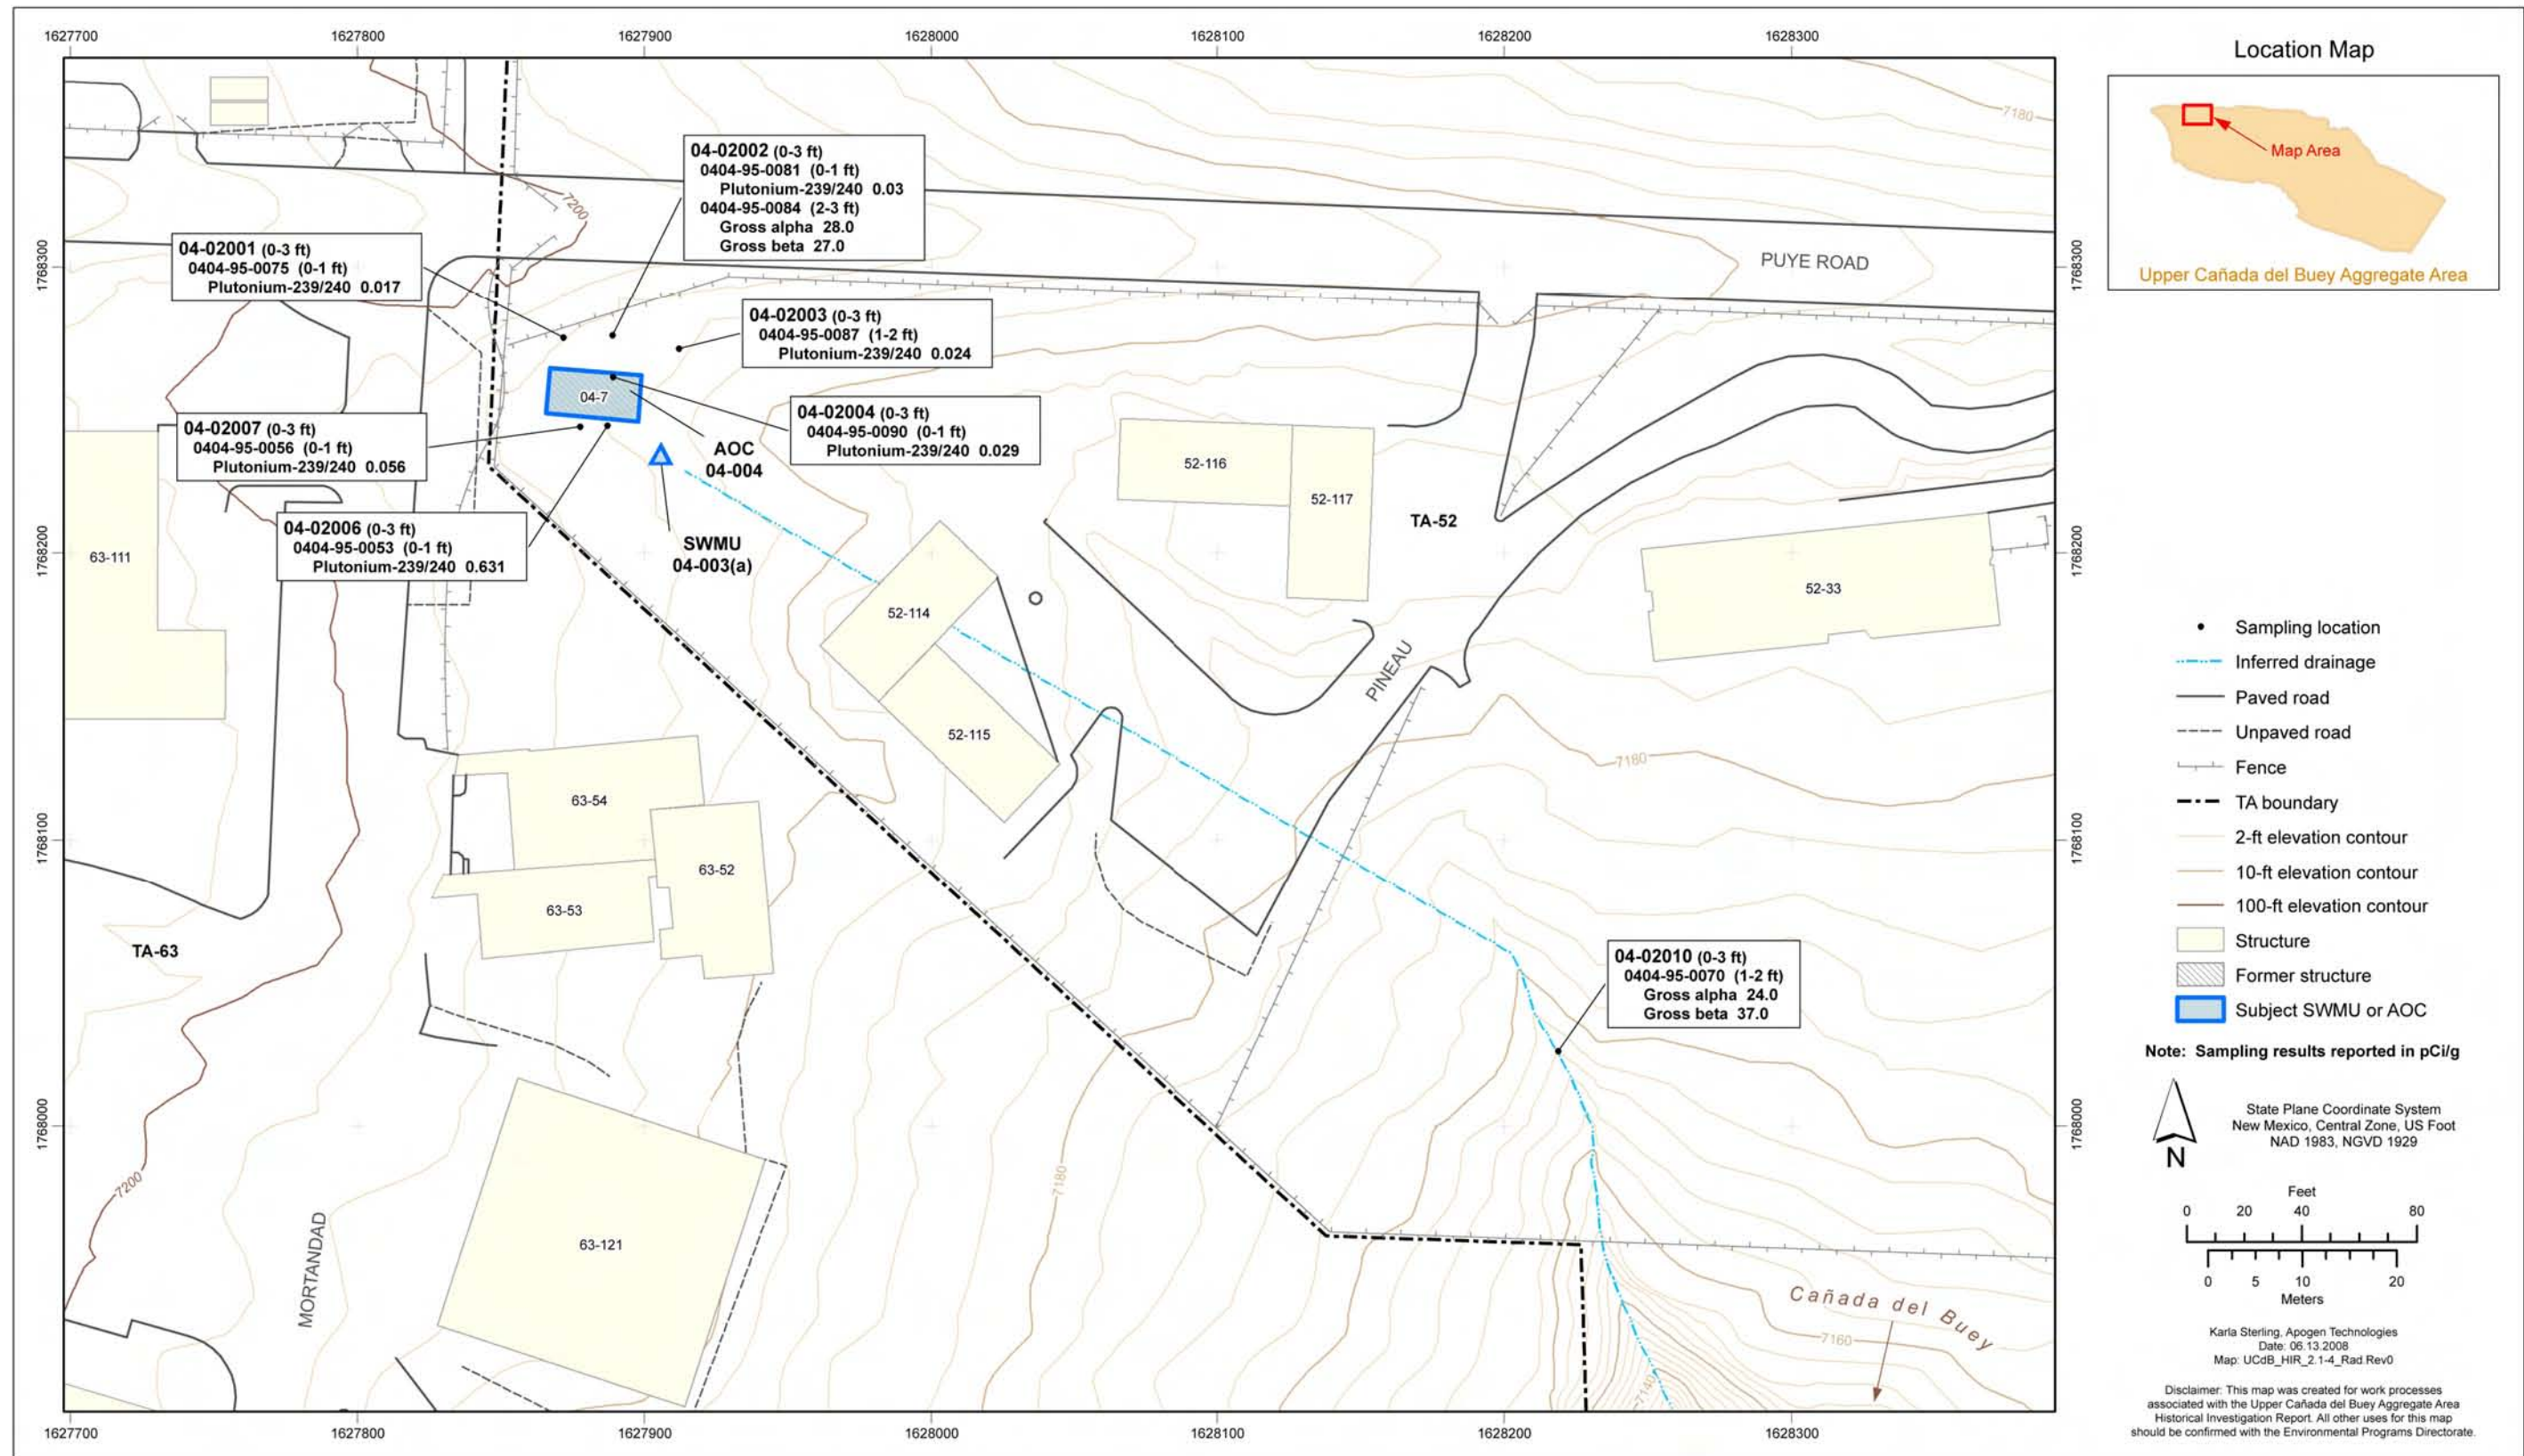 1627700
1627800
1627900
1628000
1628100
1628200
1628300
Location Map
Map Area
Upper Cañada del Buey Aggregate Area
7180
04-02002 (0-3 ft)
0404-95-0081 (0-1 ft)
Plutonium-239/240 0.03
0404-95-0084 (2-3 ft)
Gross alpha 28.0
Gross beta 27.0
7200
1768300
04-02001 (0-3 ft)
0404-95-0075 (0-1 ft)
Plutonium-239/240 0.017
PUYE ROAD
1768300
04-02003 (0-3 ft)
0404-95-0087 (1-2 ft)
Plutonium-239/240 0.024
04-7
04-02004 (0-3 ft)
0404-95-0090 (0-1 ft)
Plutonium-239/240 0.029
04-02007 (0-3 ft)
0404-95-0056 (0-1 ft)
Plutonium-239/240 0.056
AOC
04-004
52-116
52-117
TA-52
04-02006 (0-3 ft)
0404-95-0053 (0-1 ft)
Plutonium-239/240 0.631
SWMU
04-003(a)
1768200
63-111
1768200
52-33
52-114
PINEAU
52-115
7180
63-54
1768100
1768100
63-52
63-53
TA-63
04-02010 (0-3 ft)
0404-95-0070 (1-2 ft)
Gross alpha 24.0
Gross beta 37.0
1768000
1768000
7200
7180
MORTANDAD
63-121
Cañada del Buey
7160
7140
1627700
1627800
1627900
1628000
1628100
1628200
1628300
Sampling location
Inferred drainage
Paved road
Unpaved road
Fence
TA boundary
2-ft elevation contour
10-ft elevation contour
100-ft elevation contour
Structure
Former structure
Subject SWMU or AOC
Note: Sampling results reported in pCi/g
N
State Plane Coordinate System
New Mexico, Central Zone, US Foot
NAD 1983, NGVD 1929
Feet
0 20 40 80
0 5 10 20
Meters
Karla Sterling, Apogen Technologies
Date: 06.13.2008
Map: UCdB_HIR_2.1-4_Rad.Rev0
Disclaimer: This map was created for work processes
associated with the Upper Cañada del Buey Aggregate Area
Historical Investigation Report. All other uses for this map
should be confirmed with the Environmental Programs Directorate.